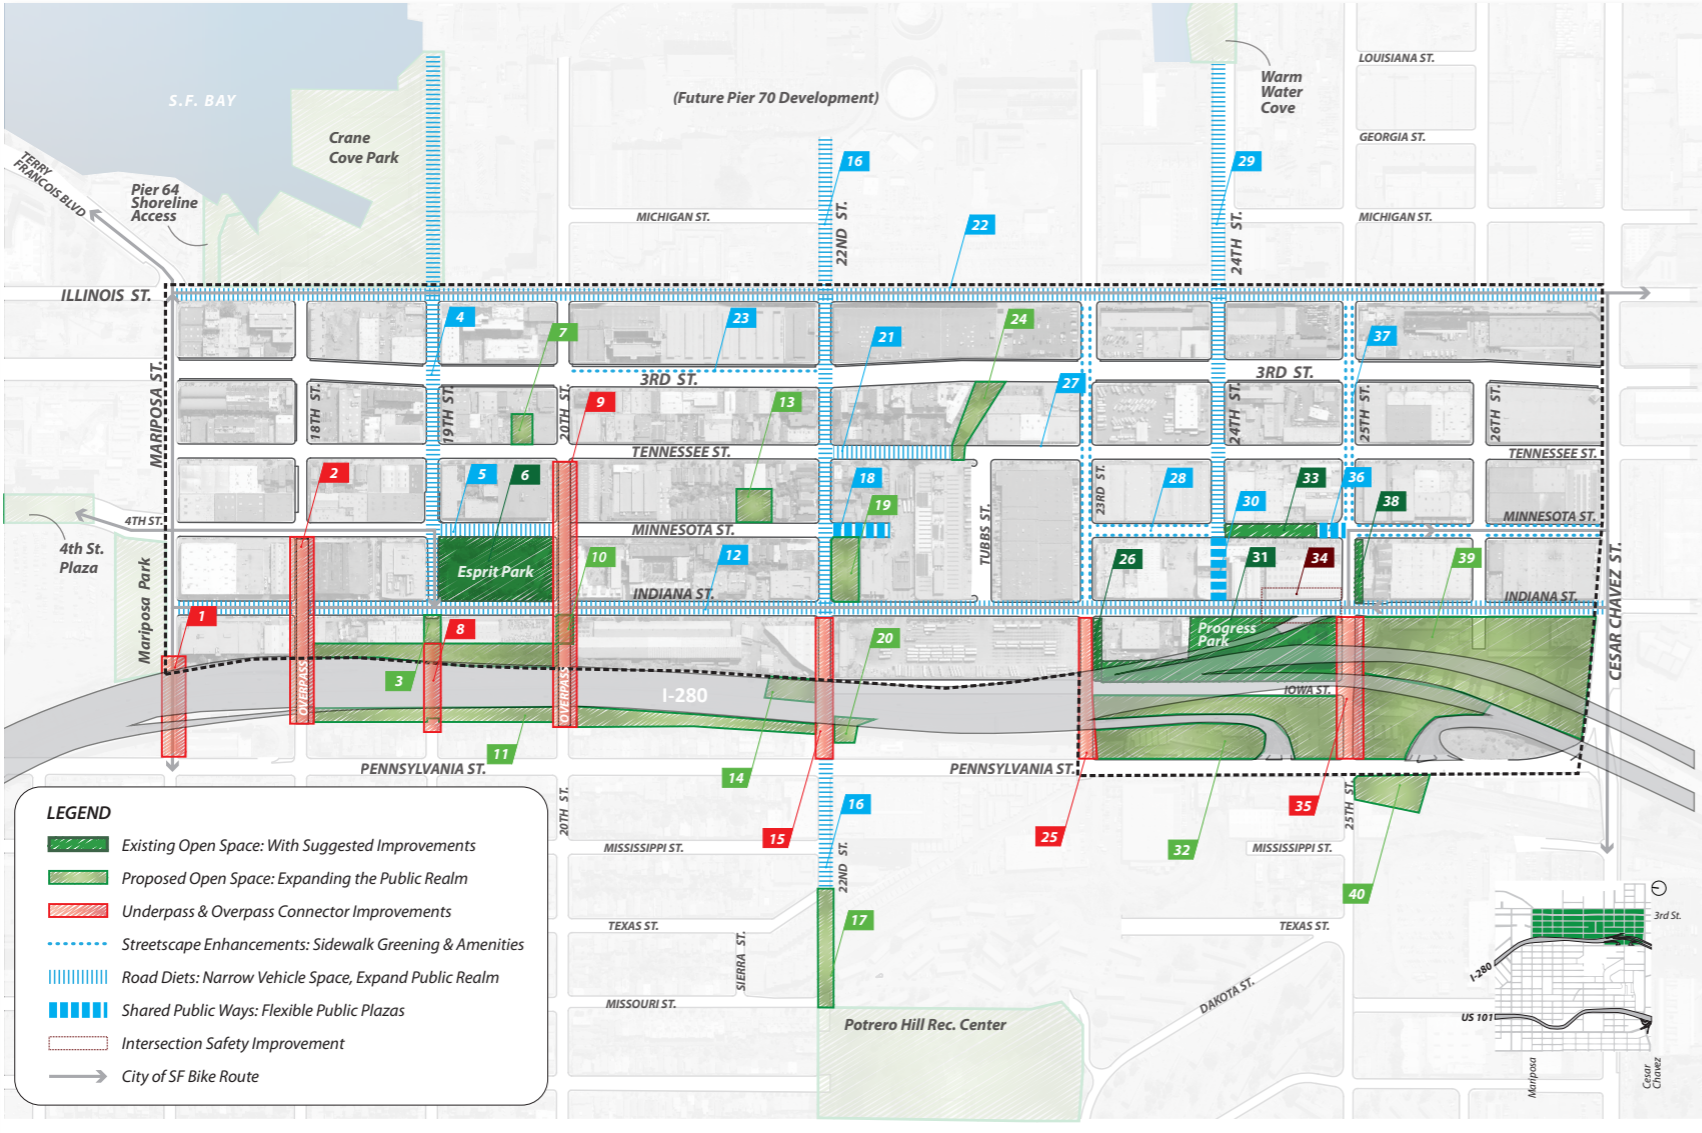 S.F. BAY
Crane
Cove Park
(Future Pier 70 Development)
Warm
Water
Cove
LOUISIANA ST.
GEORGIA ST.
TERRY
FRANCOIS BLVD
Pier 64
Shoreline
Access
16
29
MICHIGAN ST.
22ND ST.
22
24TH ST.
MICHIGAN ST.
ILLINOIS ST.
4
7
23
21
24
37
3RD ST.
3RD ST.
MARIPOSA ST.
18TH ST.
19TH ST.
20TH ST.
9
13
27
24TH ST.
25TH ST.
26TH ST.
TENNESSEE ST.
TENNESSEE ST.
2
5
6
18
19
23RD ST.
28
30
33
36
38
4TH ST.
MINNESOTA ST.
MINNESOTA ST.
4th St.
Plaza
Mariposa Park
Esprit Park
10
12
TUBBS ST.
26
31
34
39
CESAR CHAVEZ ST.
INDIANA ST.
INDIANA ST.
1
8
20
Progress
Park
3
OVERPASS
OVERPASS
I-280
IOWA ST.
11
14
PENNSYLVANIA ST.
PENNSYLVANIA ST.
20TH ST.
15
16
22ND ST.
25
32
35
25TH ST.
MISSISSIPPI ST.
MISSISSIPPI ST.
40
17
TEXAS ST.
TEXAS ST.
SIERRA ST.
MISSOURI ST.
DAKOTA ST.
Potrero Hill Rec. Center
LEGEND
Existing Open Space: With Suggested Improvements
Proposed Open Space: Expanding the Public Realm
Underpass & Overpass Connector Improvements
Streetscape Enhancements: Sidewalk Greening & Amenities
Road Diets: Narrow Vehicle Space, Expand Public Realm
Shared Public Ways: Flexible Public Plazas
Intersection Safety Improvement
City of SF Bike Route
3rd St.
I-280
US 101
Mariposa
Cesar
Chavez